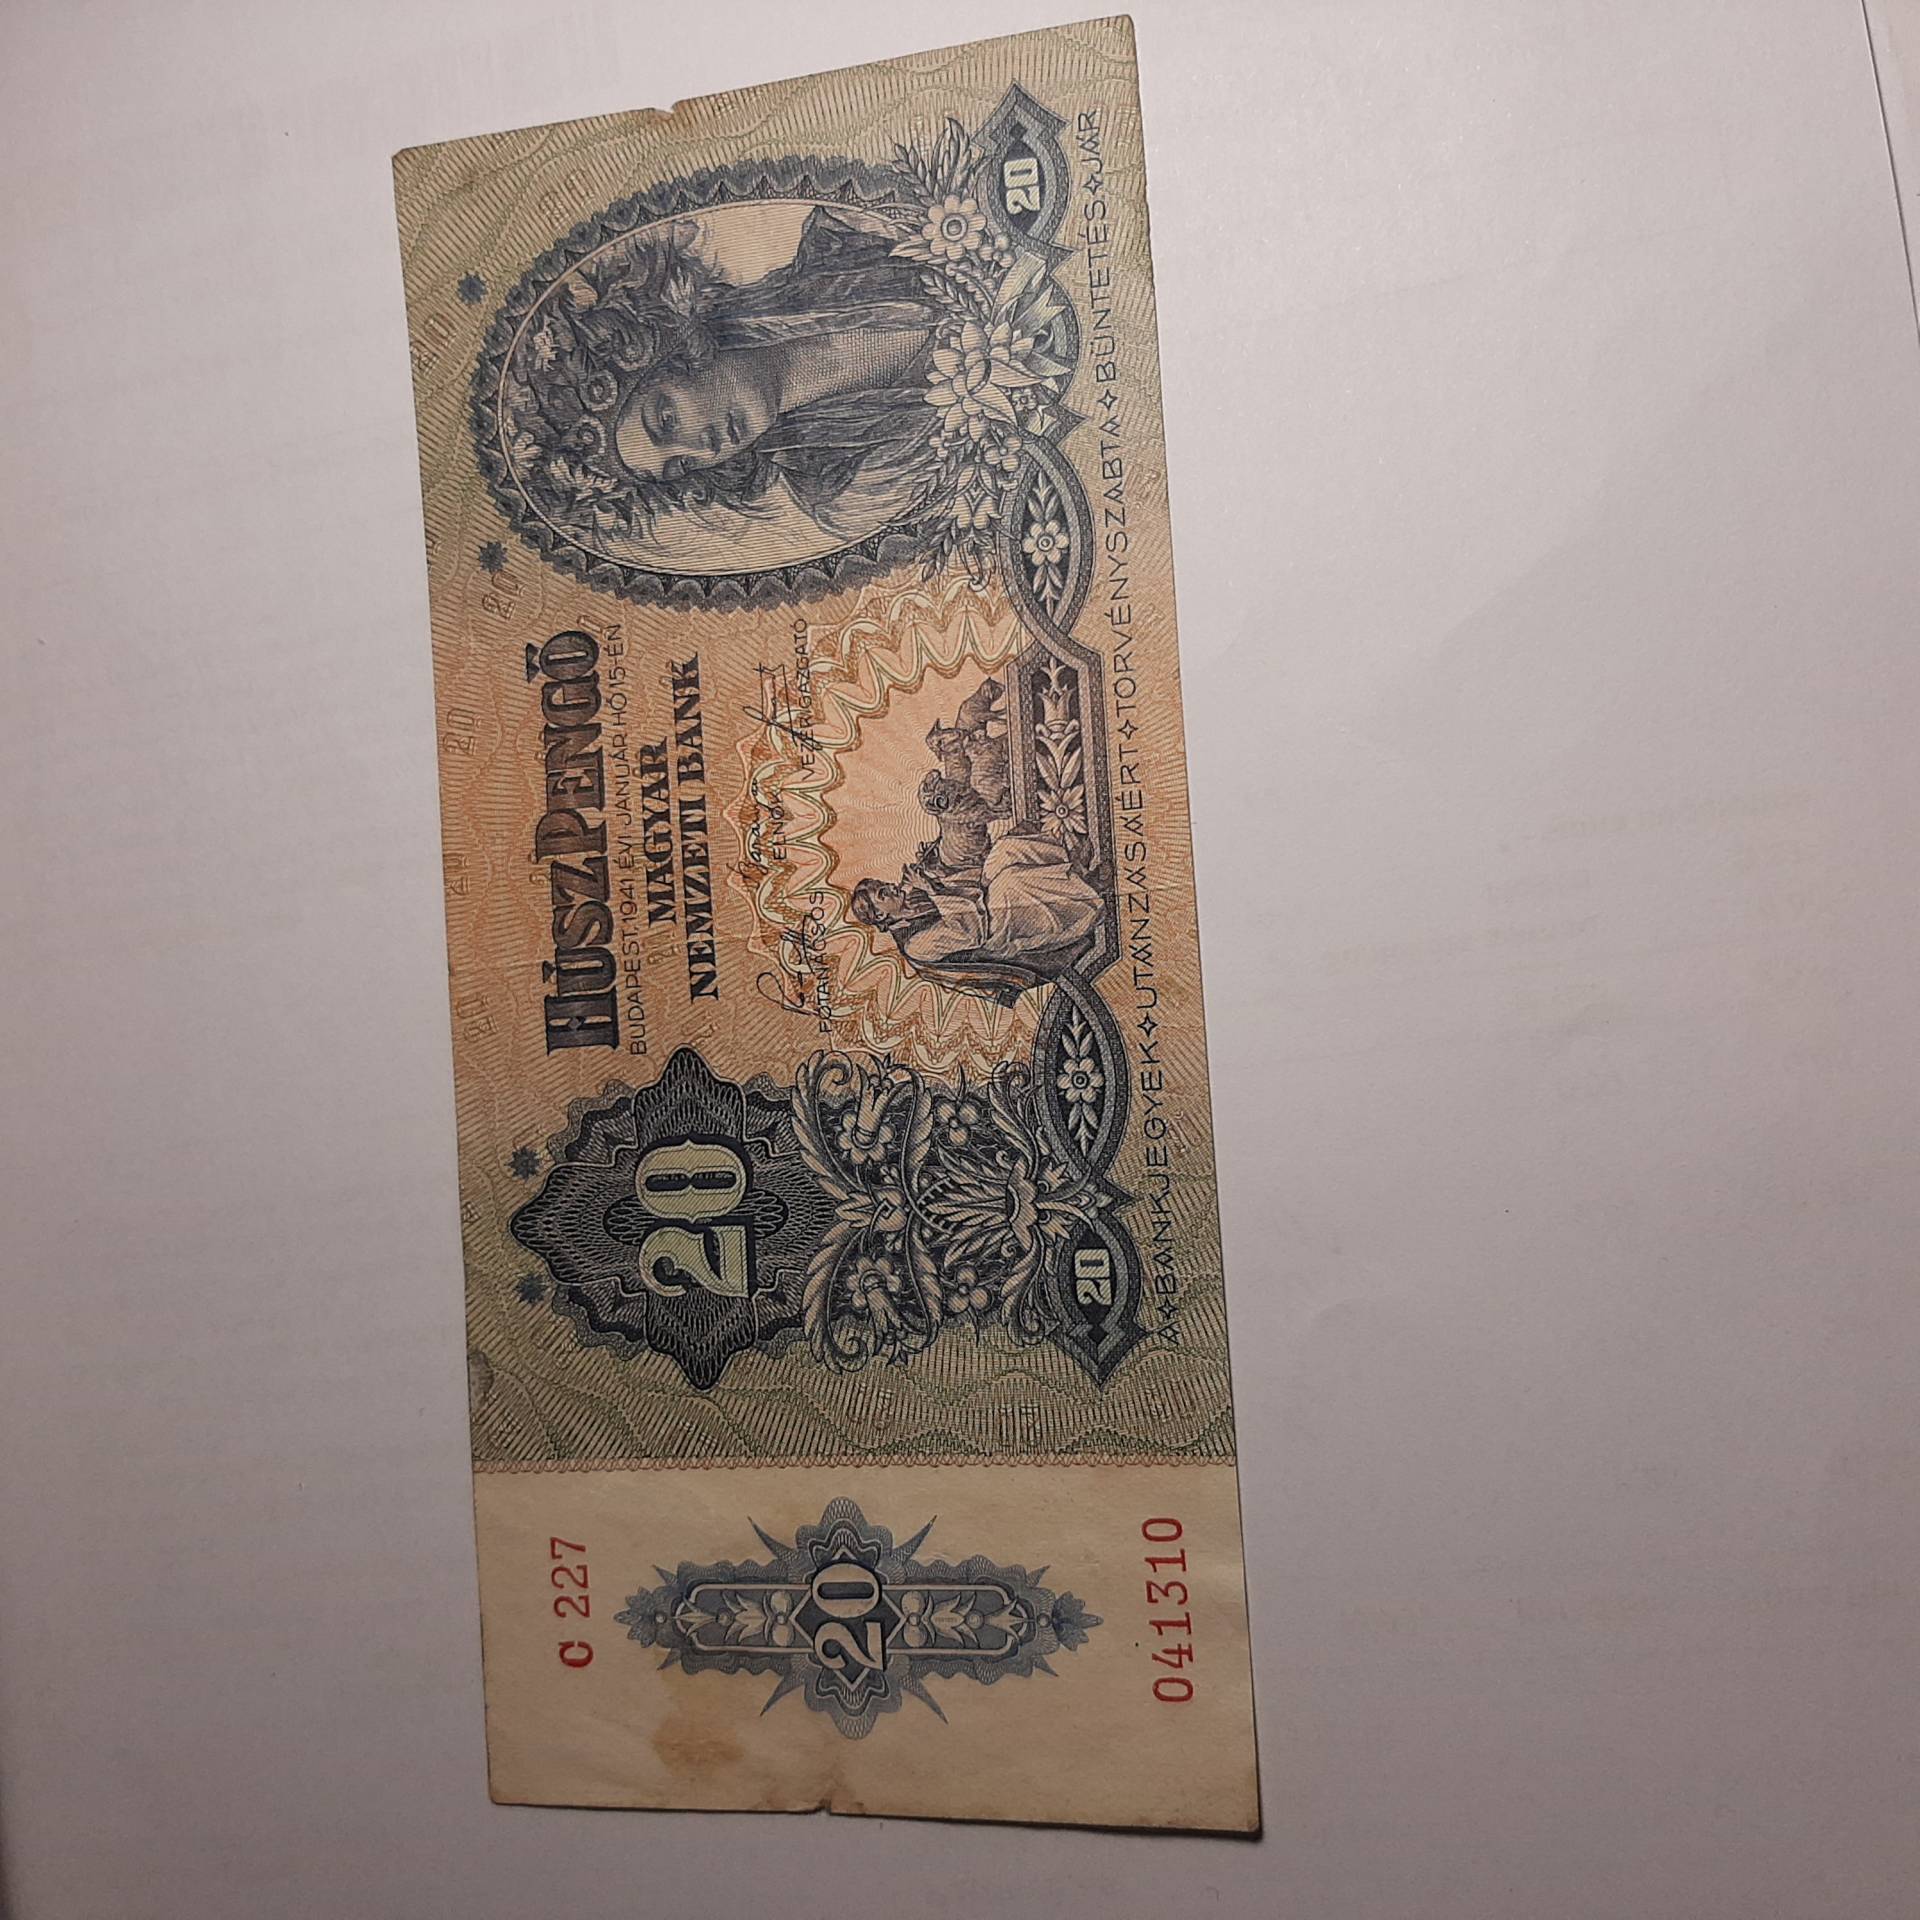 C 227
20
041310
20
HÚSZ PENGŐ
BUDAPEST, 1941 ÉVI JANUÁR HÓ 15-ÉN
MAGYAR
NEMZETI BANK
FŐTANÁCSOS ELNÖK VEZÉRIGAZGATÓ
20
20
A BANKJEGYEK UTÁNZÁSÁÉRT TÖRVÉNYSZABTA BÜNTETÉS JÁR